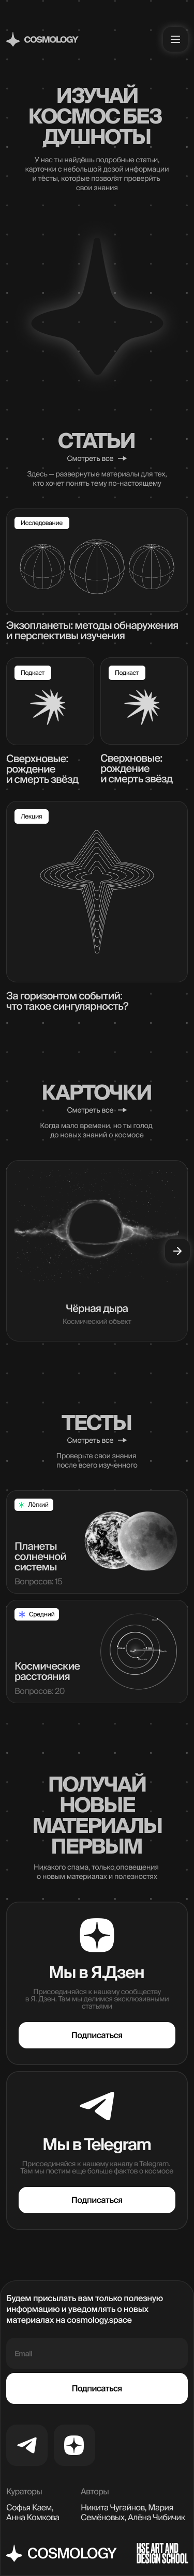 COSMOLOGY
ИЗУЧАЙ
КОСМОС БЕЗ
ДУШНОТЫ
У нас ты найдёшь подробные статьи,
карточки с небольшой дозой информации
и тесты, которые позволят проверить
свои знания
СТАТЬИ
Смотреть все →
Здесь — развернутые материалы для тех,
кто хочет понять тему по-настоящему
Исследование
Экзопланеты: методы обнаружения
и перспективы изучения
Подкаст
Сверхновые:
рождение
и смерть звёзд
Подкаст
Сверхновые:
рождение
и смерть звёзд
Лекция
За горизонтом событий:
что такое сингулярность?
КАРТОЧКИ
Смотреть все →
Когда мало времени, но ты голод
до новых знаний о космосе
Чёрная дыра
Космический объект
ТЕСТЫ
Смотреть все →
Проверьте свои знания
после всего изученного
Лёгкий
Планеты
солнечной
системы
Вопросов: 15
Средний
Космические
расстояния
Вопросов: 20
ПОЛУЧАЙ
НОВЫЕ
МАТЕРИАЛЫ
ПЕРВЫМ
Никакого спама, только оповещения
о новым материалах и полезностях
Мы в Я.Дзен
Присоединяйся к нашему сообществу
в Я. Дзен. Там мы делимся эксклюзивными
статьями
Подписаться
Мы в Telegram
Присоединяйся к нашему каналу в Telegram.
Там мы постим еще больше фактов о космосе
Подписаться
Будем присылать вам только полезную
информацию и уведомлять о новых
материалах на cosmology.space
Email
Подписаться
Кураторы
Софья Каем,
Анна Комкова
Авторы
Никита Чугайнов, Мария
Семёновых, Алёна Чибичик
COSMOLOGY
HSE ART AND
DESIGN SCHOOL